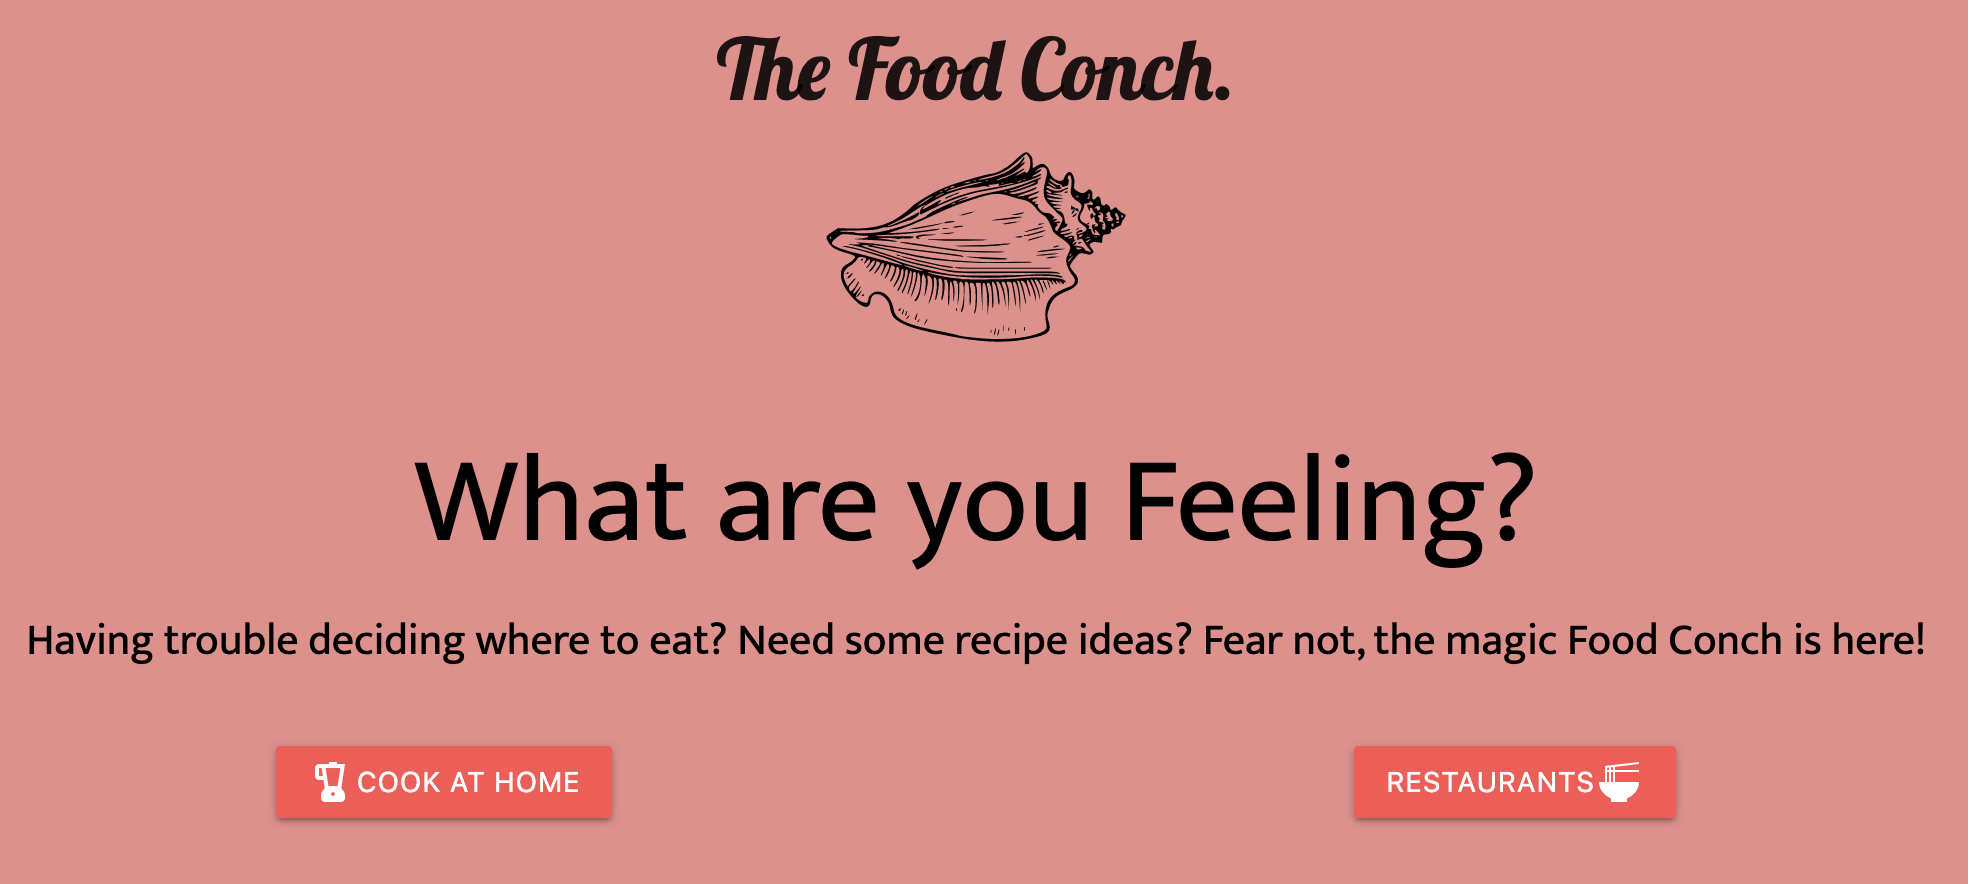 The Food Conch.
What are you Feeling?
Having trouble deciding where to eat? Need some recipe ideas? Fear not, the magic Food Conch is here!
COOK AT HOME
RESTAURANTS